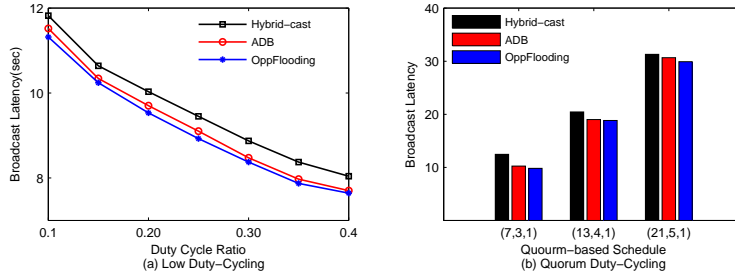 12
10
8
Broadcast Latency(sec)
Hybrid-cast
ADB
OppFlooding
0.1
0.20
0.30
0.4
Duty Cycle Ratio
(a) Low Duty-Cycling
40
30
20
10
Broadcast Latency
Hybrid-cast
ADB
OppFlooding
(7,3,1)
(13,4,1)
(21,5,1)
Quourm-based Schedule
(b) Quorum Duty-Cycling